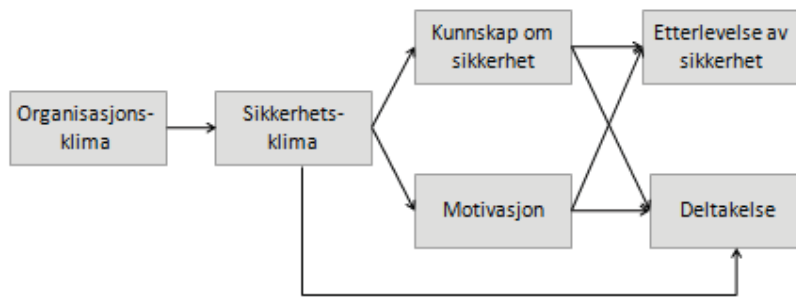 Kunnskap om
sikkerhet
Etterlevelse av
sikkerhet
Organisasjons-
klima
Sikkerhets-
klima
Motivasjon
Deltakelse